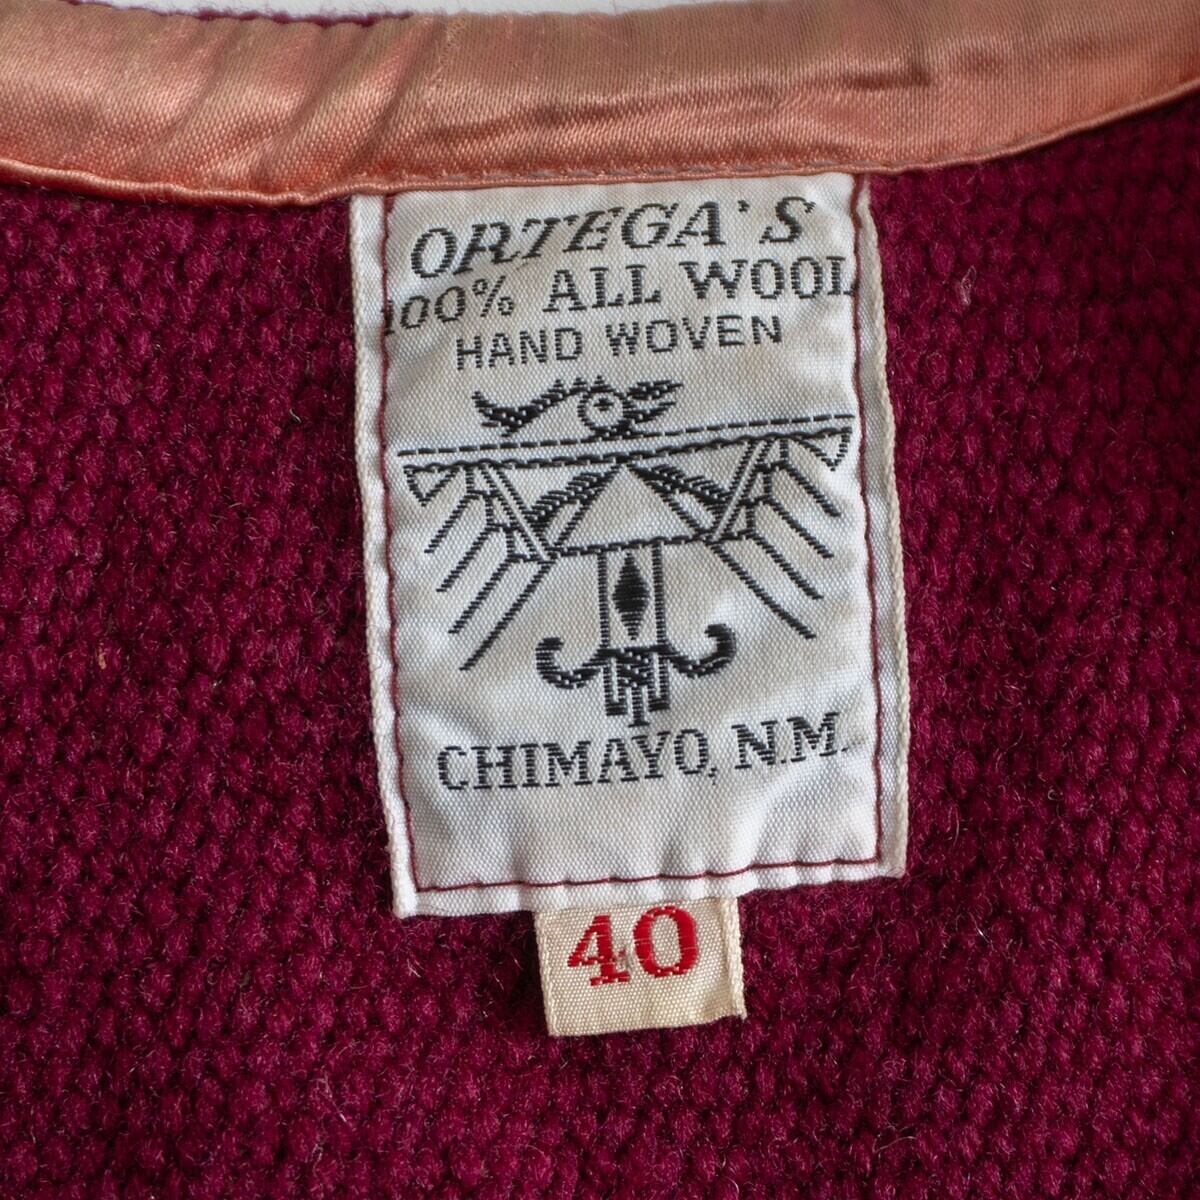 ORTEGA'S
100% ALL WOOL
HAND WOVEN
CHIMAYO, N.M.
40